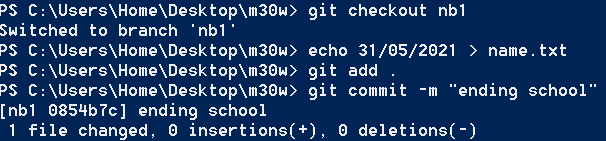 PS C:\Users\Home\Desktop\m30w> git checkout nb1
Switched to branch 'nb1'
PS C:\Users\Home\Desktop\m30w> echo 31/05/2021 > name.txt
PS C:\Users\Home\Desktop\m30w> git add .
PS C:\Users\Home\Desktop\m30w> git commit -m "ending school"
[nb1 0854b7c] ending school
 1 file changed, 0 insertions(+), 0 deletions(-)